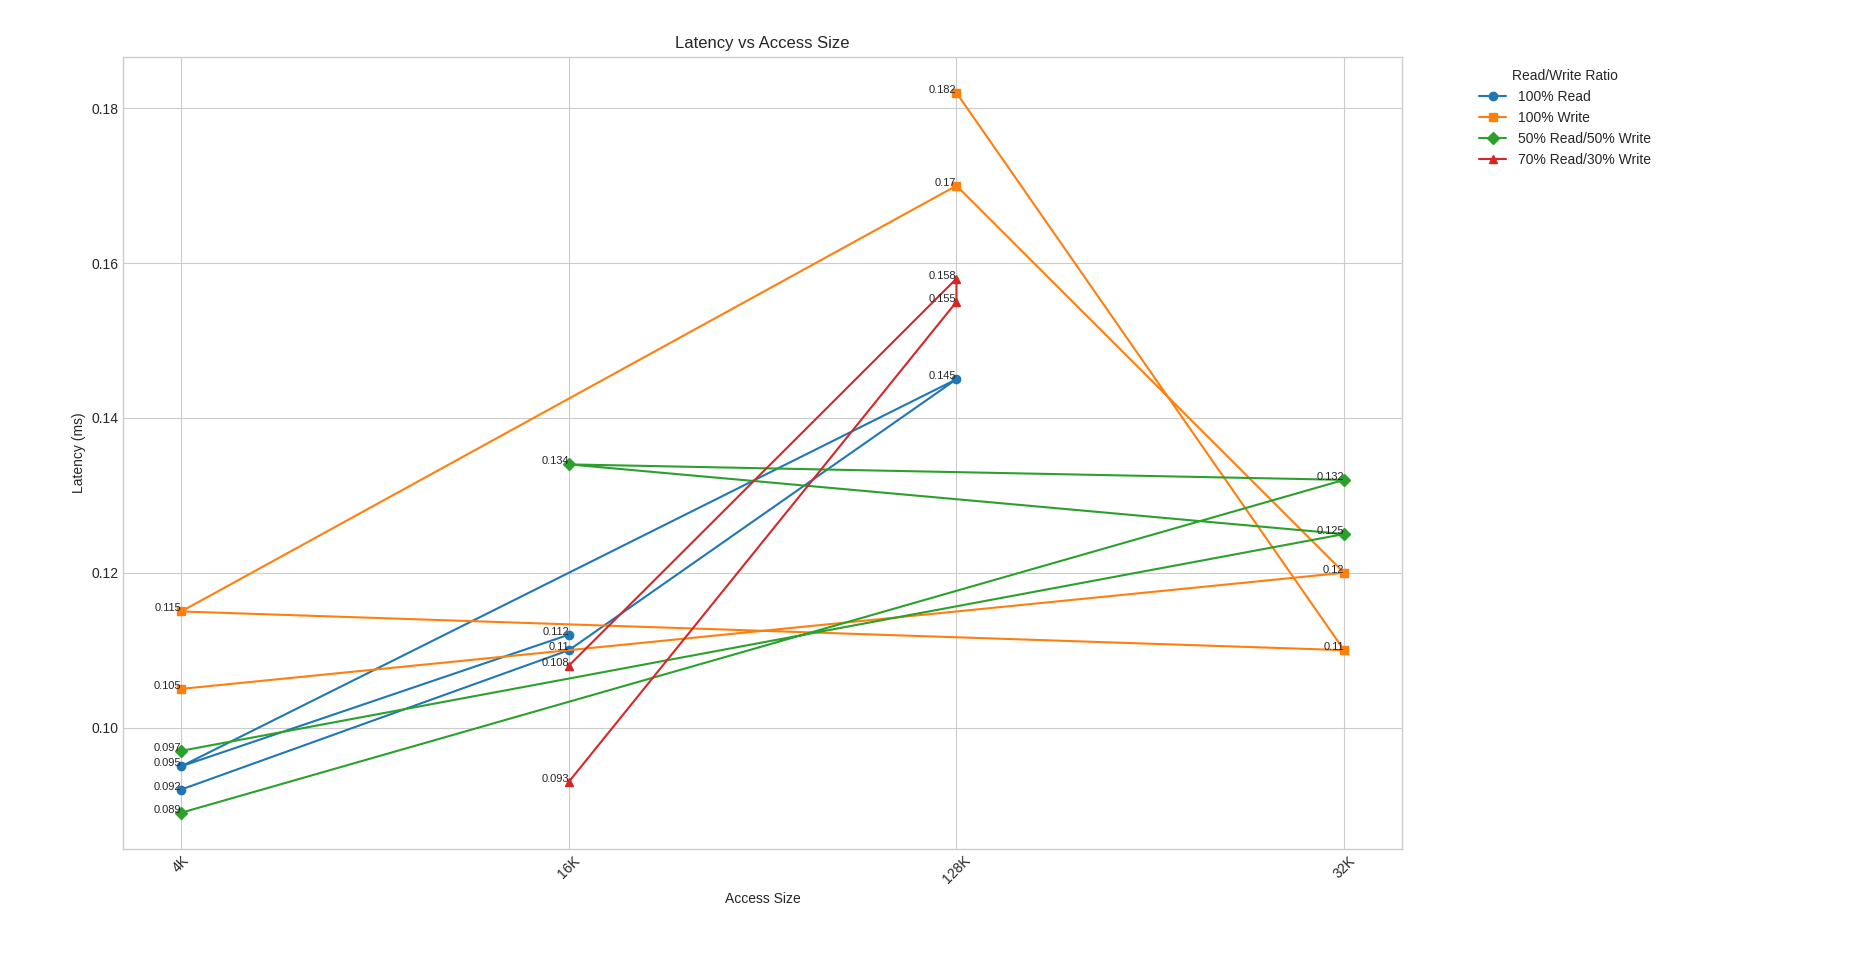 Latency vs Access Size
Read/Write Ratio
100% Read
100% Write
50% Read/50% Write
70% Read/30% Write
Latency (ms)
0.18
0.16
0.14
0.12
0.10
0.182
0.17
0.158
0.155
0.145
0.134
0.132
0.125
0.12
0.115
0.112
0.11
0.11
0.108
0.105
0.097
0.095
0.092
0.093
0.089
4K
16K
128K
32K
Access Size